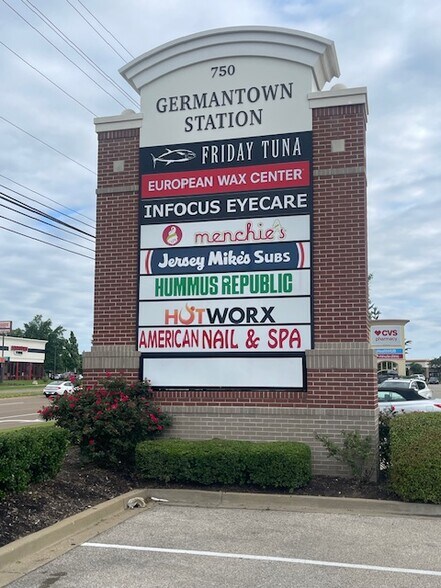 750
GERMANTOWN
STATION
FRIDAY TUNA
EUROPEAN WAX CENTER
INFOCUS EYECARE
menchie's
Jersey Mike's Subs
HUMMUS REPUBLIC
HOTWORX
AMERICAN NAIL & SPA
CVS
pharmacy